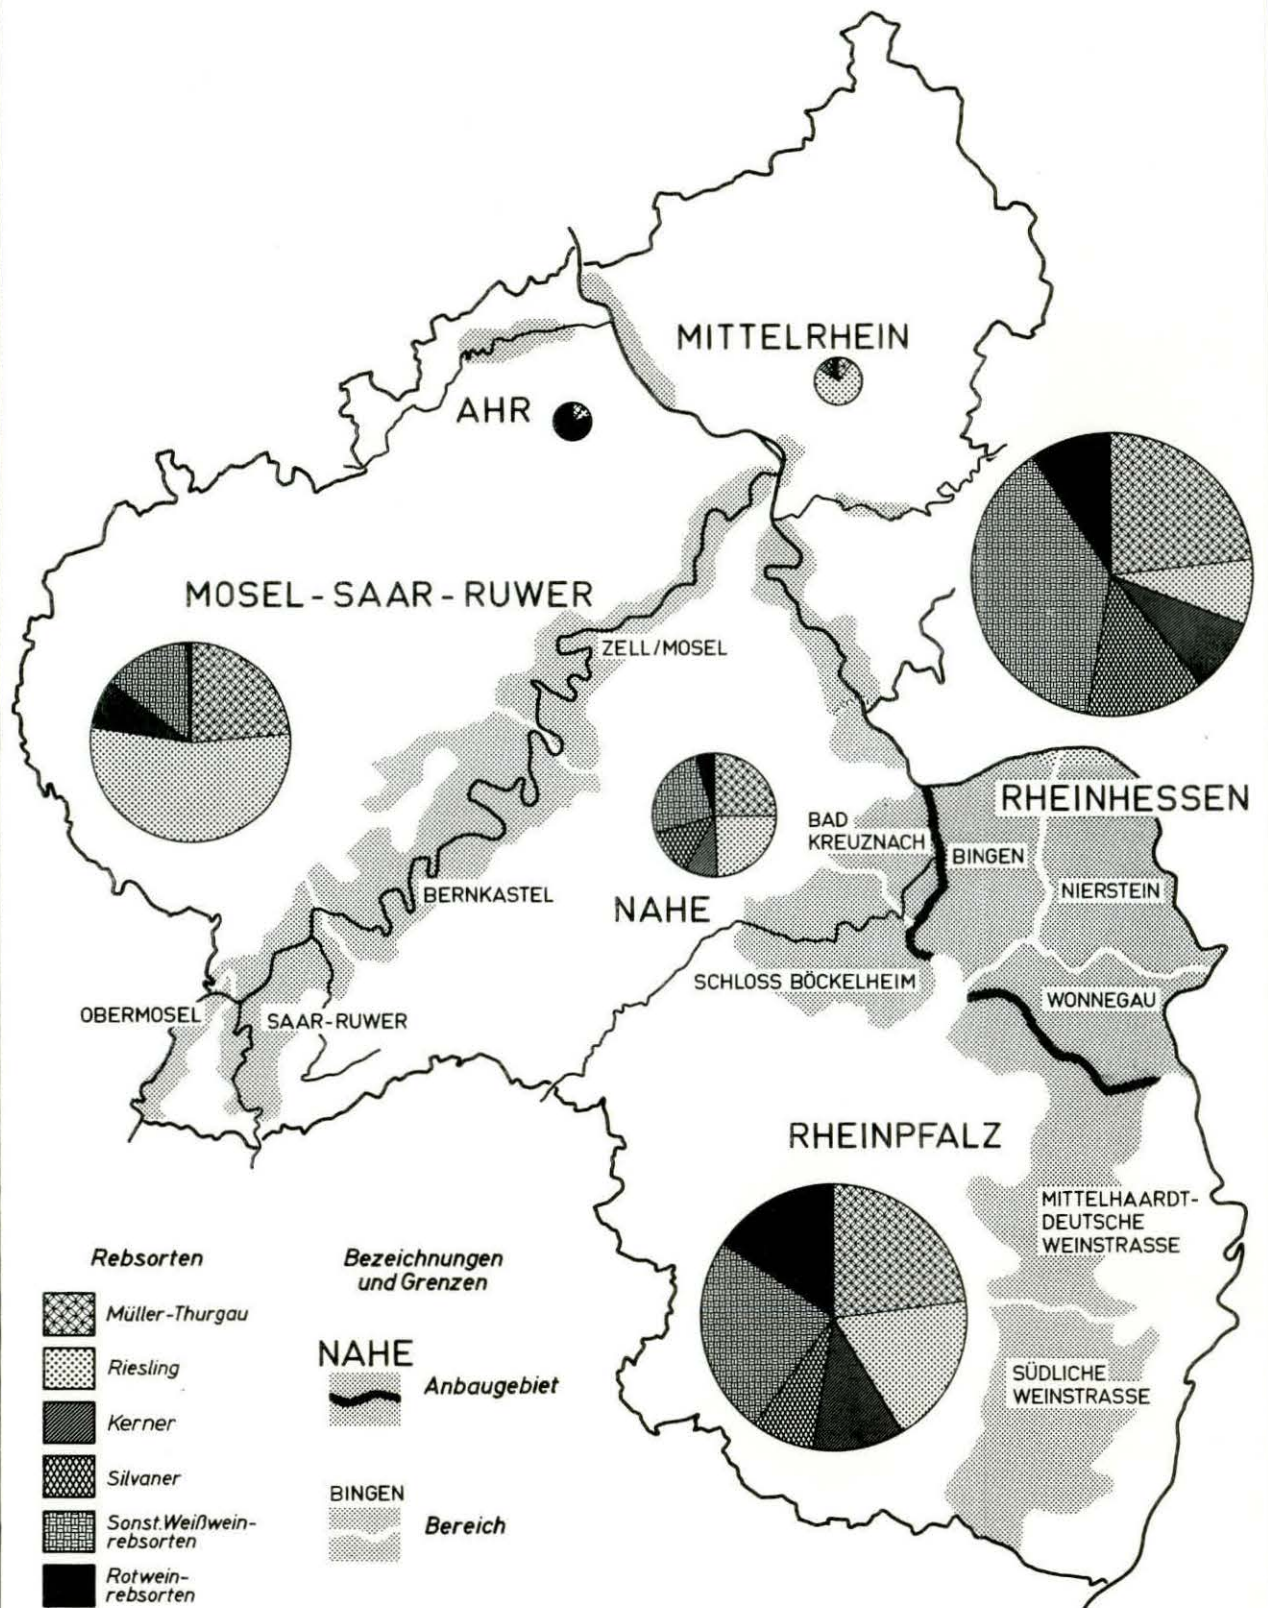 MITTELRHEIN
AHR
MOSEL-SAAR-RUWER
ZELL/MOSEL
RHEINHESSEN
BAD
KREUZNACH
BINGEN
NIERSTEIN
BERNKASTEL
NAHE
SCHLOSS BÖCKELHEIM
WONNEGAU
OBERMOSEL
SAAR-RUWER
RHEINPFALZ
MITTELHAARDT-
DEUTSCHE
WEINSTRASSE
SÜDLICHE
WEINSTRASSE
Rebsorten
Müller-Thurgau
Riesling
Kerner
Silvaner
Sonst.Weißwein-
rebsorten
Rotwein-
rebsorten
Bezeichnungen
und Grenzen
NAHE
Anbaugebiet
BINGEN
Bereich